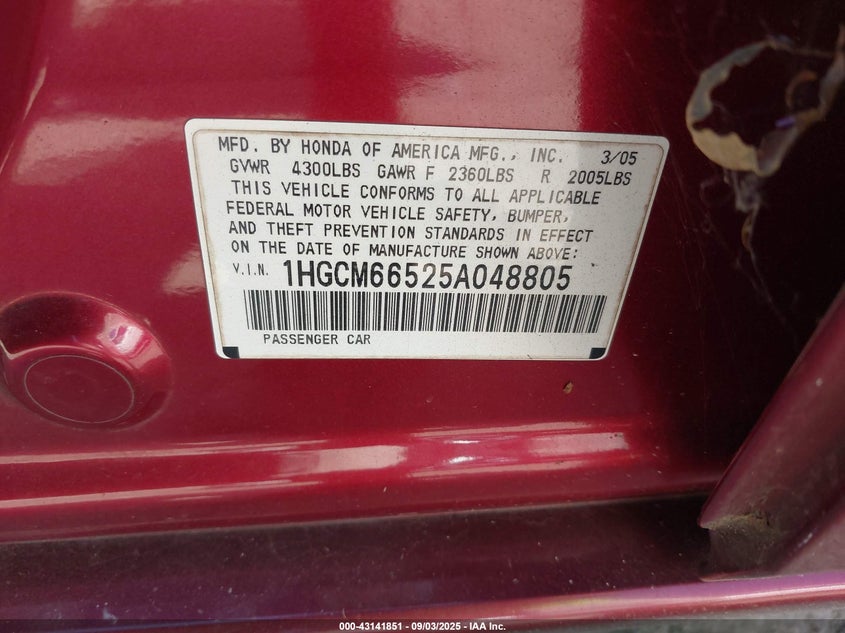 MFD. BY HONDA OF AMERICA MFG., INC. 3/05
GVWR 4300LBS GAWR F 2360LBS R 2005LBS
THIS VEHICLE CONFORMS TO ALL APPLICABLE
FEDERAL MOTOR VEHICLE SAFETY, BUMPER,
AND THEFT PREVENTION STANDARDS IN EFFECT
ON THE DATE OF MANUFACTURE SHOWN ABOVE:
V.I.N. 1HGCM66525A048805
PASSENGER CAR
000-43141851 - 09/03/2025 - IAA Inc.